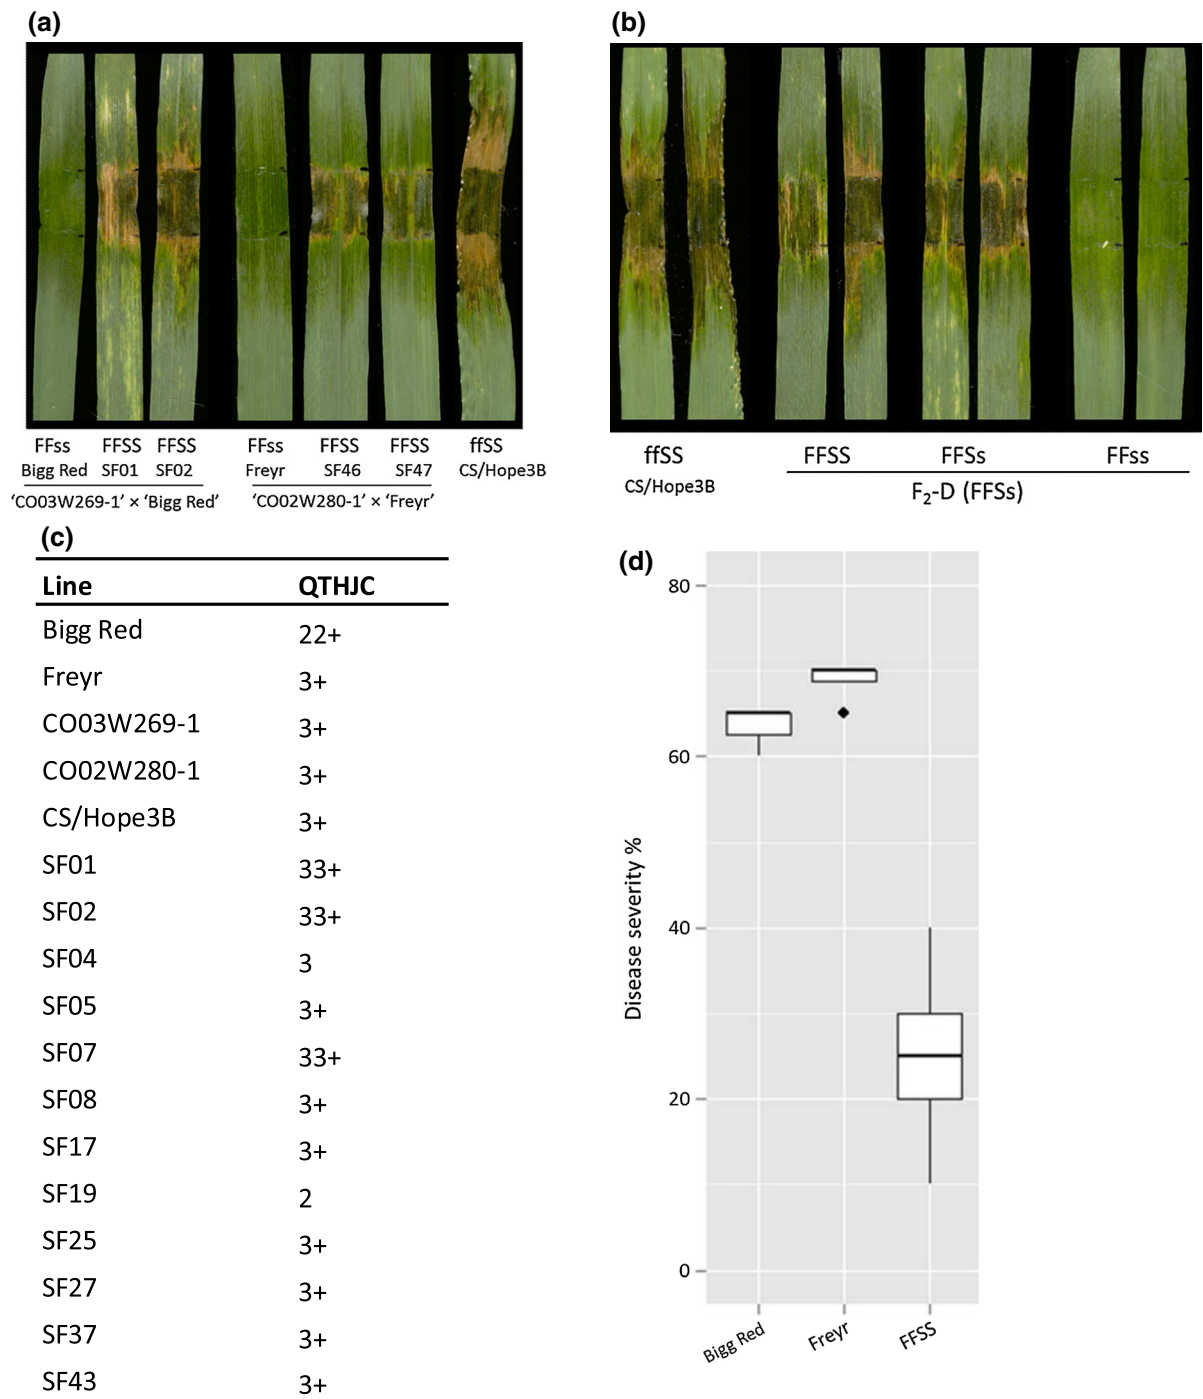 (a)
FFss FFSS FFSS FFss FFSS FFSS ffSS
Bigg Red SF01 SF02 Freyr SF46 SF47 CS/Hope3B
‘CO03W269-1’ × ‘Bigg Red’ ‘CO02W280-1’ × ‘Freyr’
(b)
ffSS FFSS FFSs FFss
CS/Hope3B F2-D (FFSs)
(c)
Line QTHJC
Bigg Red 22+
Freyr 3+
CO03W269-1 3+
CO02W280-1 3+
CS/Hope3B 3+
SF01 33+
SF02 33+
SF04 3
SF05 3+
SF07 33+
SF08 3+
SF17 3+
SF19 2
SF25 3+
SF27 3+
SF37 3+
SF43 3+
(d)
Disease severity %
80
60
40
20
0
Bigg Red Freyr FFSS